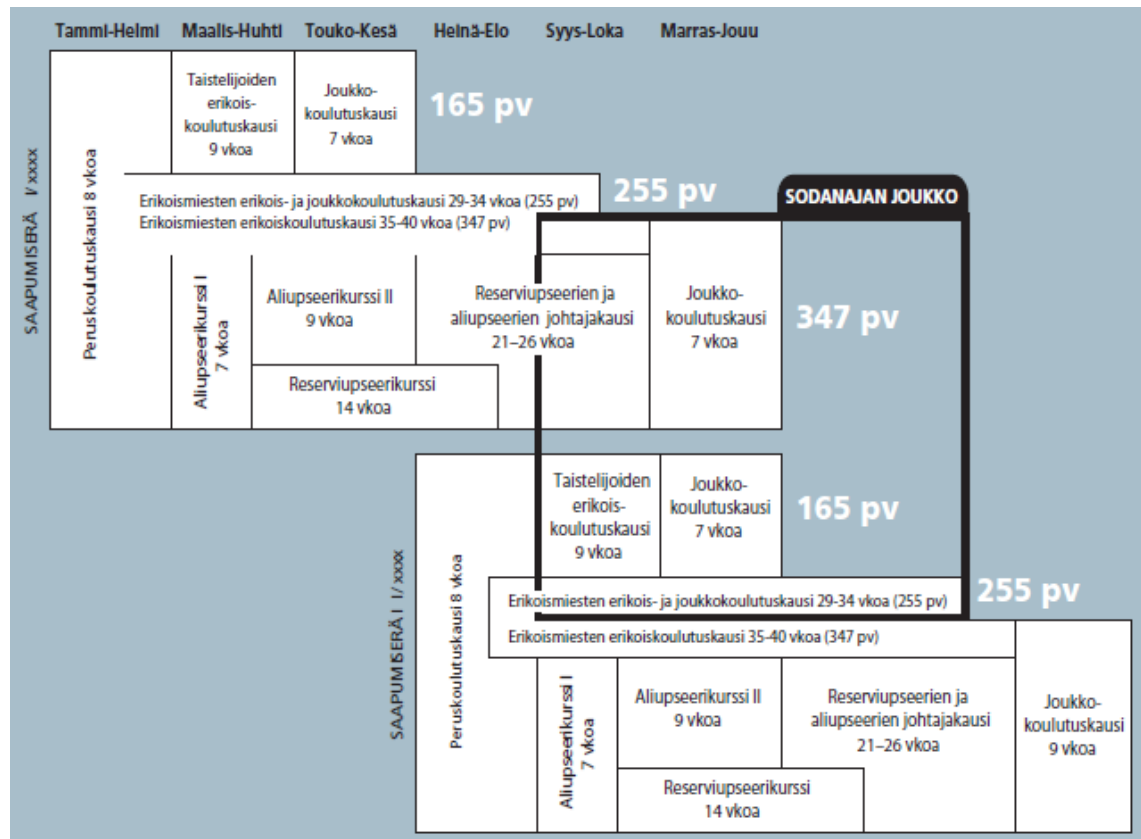 Tammi-Helmi Maalis-Huhti Touko-Kesä Heinä-Elo Syys-Loka Marras-Jouu
SAAPUMISERÄ I/ xxxx
Peruskoulutuskausi 8 vkoa
Taistelijoiden
erikois-
koulutuskausi
9 vkoa
Joukko-
koulutuskausi
7 vkoa
165 pv
Erikoismiesten erikois- ja joukkokoulutuskausi 29-34 vkoa (255 pv)
Erikoismiesten erikoiskoulutuskausi 35-40 vkoa (347 pv)
255 pv
SODANAJAN JOUKKO
Aliupseerikurssi I
7 vkoa
Aliupseerikurssi II
9 vkoa
Reserviupseerikurssi
14 vkoa
Reserviupseerien ja
aliupseerien johtajakausi
21–26 vkoa
Joukko-
koulutuskausi
7 vkoa
347 pv
SAAPUMISERÄ I I/ xxxx
Peruskoulutuskausi 8 vkoa
Taistelijoiden
erikois-
koulutuskausi
9 vkoa
Joukko-
koulutuskausi
7 vkoa
165 pv
Erikoismiesten erikois- ja joukkokoulutuskausi 29-34 vkoa (255 pv)
255 pv
Erikoismiesten erikoiskoulutuskausi 35-40 vkoa (347 pv)
Aliupseerikurssi I
7 vkoa
Aliupseerikurssi II
9 vkoa
Reserviupseerikurssi
14 vkoa
Reserviupseerien ja
aliupseerien johtajakausi
21–26 vkoa
Joukko-
koulutuskausi
9 vkoa